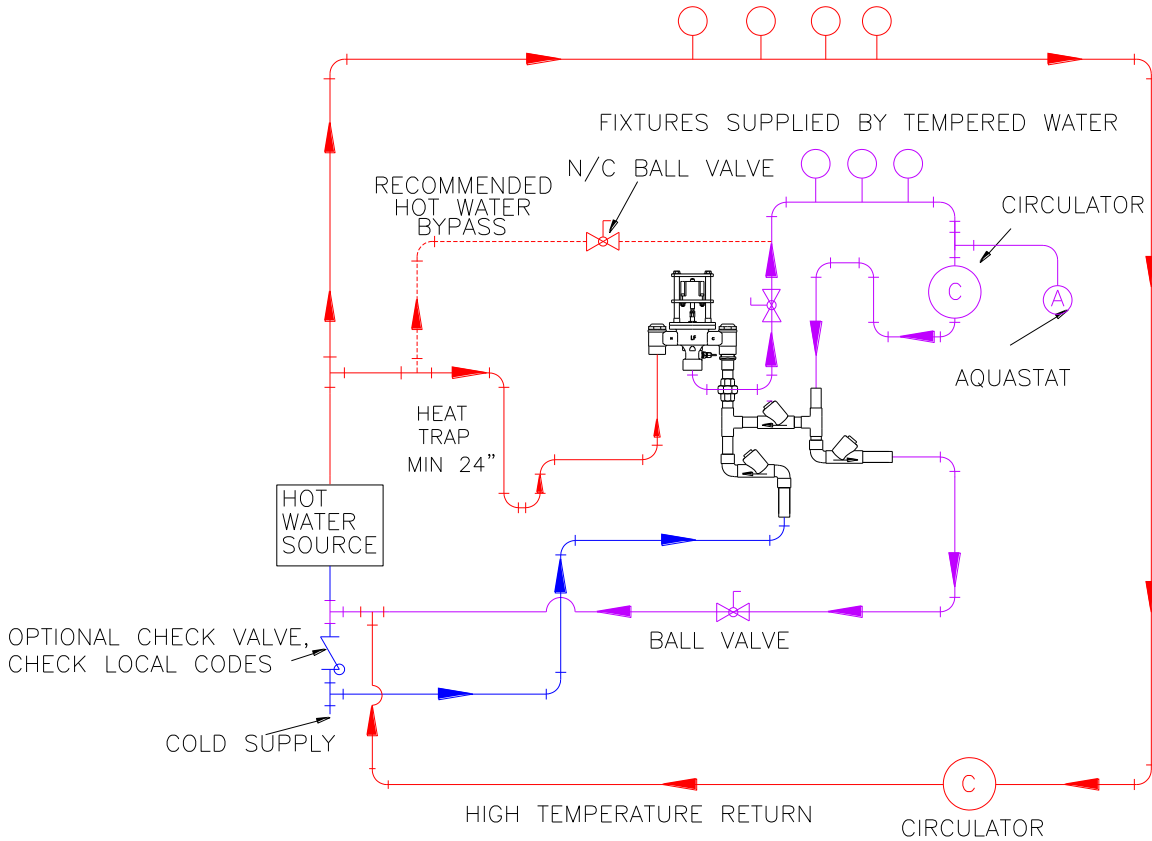 FIXTURES SUPPLIED BY TEMPERED WATER
N/C BALL VALVE
RECOMMENDED
HOT WATER
BYPASS
CIRCULATOR
C
A
AQUASTAT
H
LF
C
HEAT
TRAP
MIN 24”
HOT
WATER
SOURCE
OPTIONAL CHECK VALVE,
CHECK LOCAL CODES
BALL VALVE
COLD SUPPLY
HIGH TEMPERATURE RETURN
C
CIRCULATOR